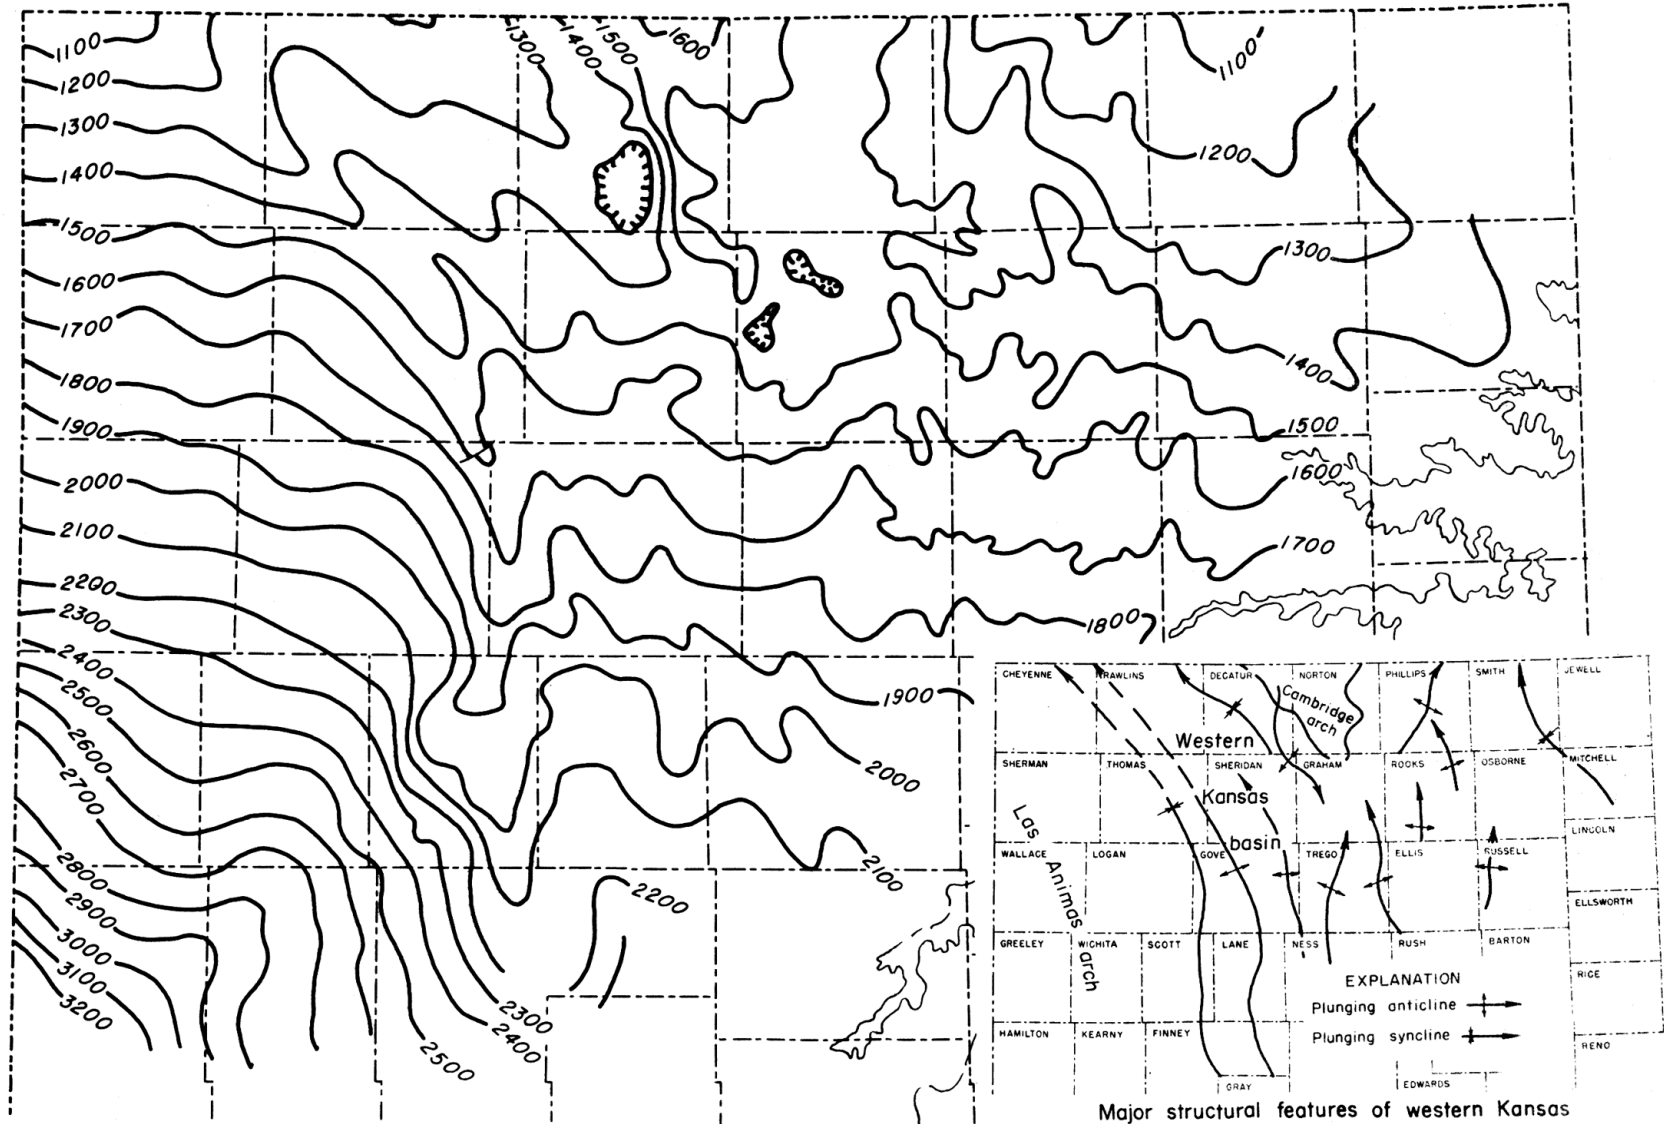 1100
1200
1300
1400
1500
1600
1700
1800
1900
2000
2100
2200
2300
2400
2500
2600
2700
2800
2900
3000
3100
3200
1300
1400
1500
1600
1100
1200
1300
1400
1500
1600
1700
1800
1900
2000
2100
2200
2300
2400
2500
CHEYENNE
RAWLINS
DECATUR
NORTON
PHILLIPS
SMITH
JEWELL
Cambridge
arch
Western
SHERMAN
THOMAS
SHERIDAN
GRAHAM
ROOKS
OSBORNE
MITCHELL
Kansas
Las Animas arch
LINCOLN
basin
WALLACE
LOGAN
GOVE
TREGO
ELLIS
RUSSELL
ELLSWORTH
GREELEY
WICHITA
SCOTT
LANE
NESS
RUSH
BARTON
RICE
EXPLANATION
Plunging anticline
Plunging syncline
HAMILTON
KEARNY
FINNEY
RENO
GRAY
EDWARDS
Major structural features of western Kansas